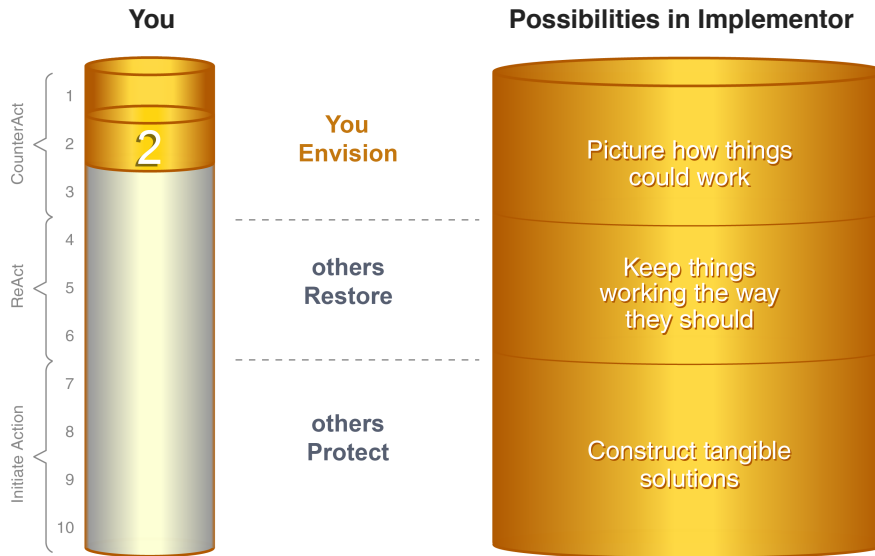 You
Possibilities in Implementor
CounterAct
1
2
3
ReAct
4
5
6
Initiate Action
7
8
9
10
2
You
Envision
others
Restore
others
Protect
Picture how things
could work
Keep things
working the way
they should
Construct tangible
solutions